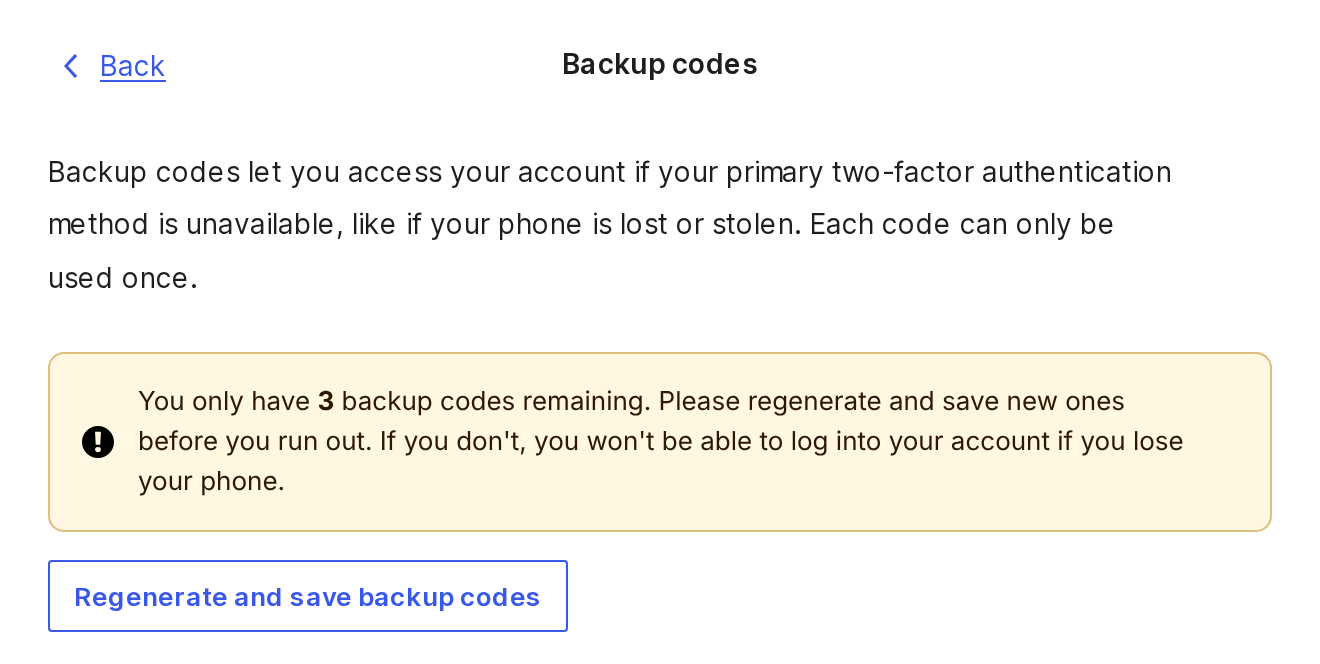 Back
Backup codes
Backup codes let you access your account if your primary two-factor authentication
method is unavailable, like if your phone is lost or stolen. Each code can only be
used once.
You only have 3 backup codes remaining. Please regenerate and save new ones
before you run out. If you don't, you won't be able to log into your account if you lose
your phone.
Regenerate and save backup codes